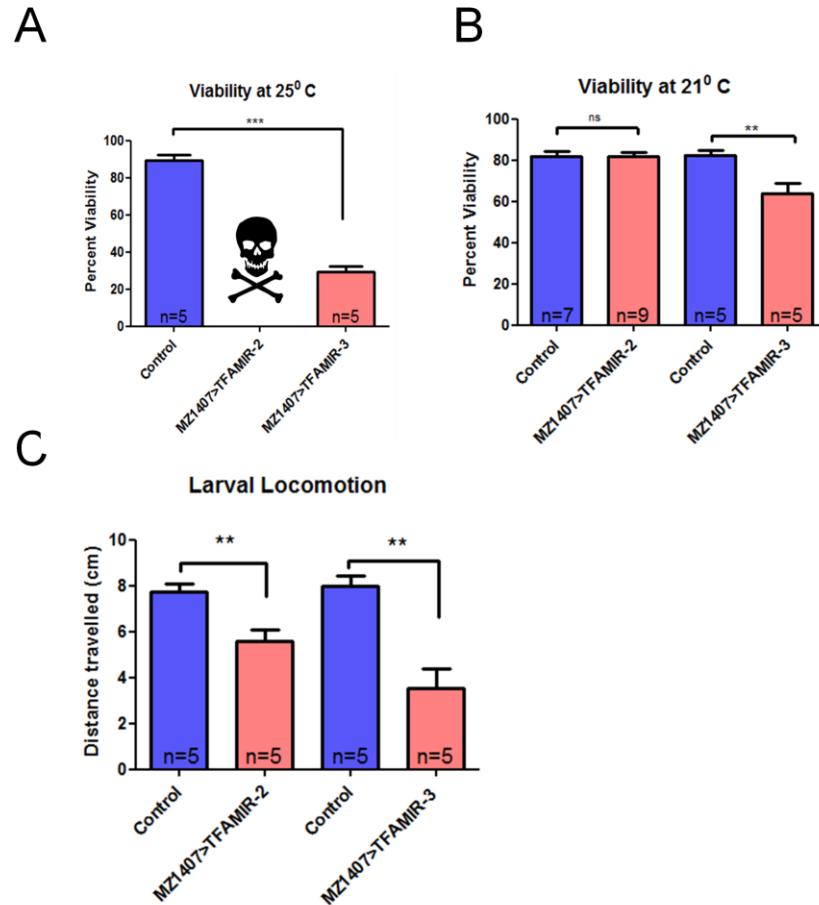 A
Viability at 25⁰ C
***
Percent Viability
100
80
60
40
20
0
n=5
n=5
Control
MZ1407>TFAMIR-2
MZ1407>TFAMIR-3
B
Viability at 21⁰ C
ns
**
Percent Viability
100
80
60
40
20
0
n=7
n=9
n=5
n=5
Control
MZ1407>TFAMIR-2
Control
MZ1407>TFAMIR-3
C
Larval Locomotion
**
**
Distance travelled (cm)
10
8
6
4
2
0
n=5
n=5
n=5
n=5
Control
MZ1407>TFAMIR-2
Control
MZ1407>TFAMIR-3